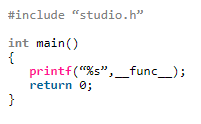 #include “studio.h”
int main()
{
printf(“%s”,__func__);
return 0;
}